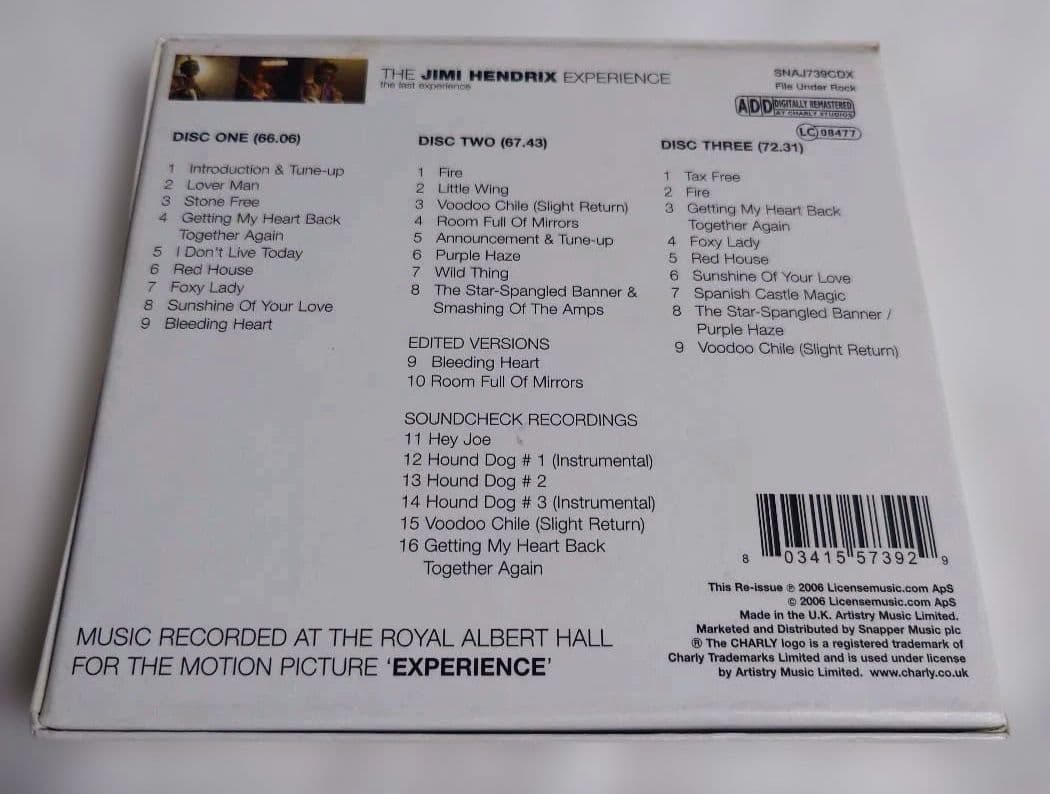 THE JIMI HENDRIX EXPERIENCE
the last experience
SNAJ739CDX
File Under Rock
ADD DIGITALLY REMASTERED
AT CHARLY STUDIOS
LC 08477
DISC ONE (66.06)
1 Introduction & Tune-up
2 Lover Man
3 Stone Free
4 Getting My Heart Back
Together Again
5 I Don't Live Today
6 Red House
7 Foxy Lady
8 Sunshine Of Your Love
9 Bleeding Heart
DISC TWO (67.43)
1 Fire
2 Little Wing
3 Voodoo Chile (Slight Return)
4 Room Full Of Mirrors
5 Announcement & Tune-up
6 Purple Haze
7 Wild Thing
8 The Star-Spangled Banner &
Smashing Of The Amps
EDITED VERSIONS
9 Bleeding Heart
10 Room Full Of Mirrors
SOUNDCHECK RECORDINGS
11 Hey Joe
12 Hound Dog # 1 (Instrumental)
13 Hound Dog # 2
14 Hound Dog # 3 (Instrumental)
15 Voodoo Chile (Slight Return)
16 Getting My Heart Back
Together Again
DISC THREE (72.31)
1 Tax Free
2 Fire
3 Getting My Heart Back
Together Again
4 Foxy Lady
5 Red House
6 Sunshine Of Your Love
7 Spanish Castle Magic
8 The Star-Spangled Banner /
Purple Haze
9 Voodoo Chile (Slight Return)
8 03415 57392 9
This Re-issue ℗ 2006 Licensemusic.com ApS
© 2006 Licensemusic.com ApS
Made in the U.K. Artistry Music Limited.
Marketed and Distributed by Snapper Music plc
® The CHARLY logo is a registered trademark of
Charly Trademarks Limited and is used under license
by Artistry Music Limited. www.charly.co.uk
MUSIC RECORDED AT THE ROYAL ALBERT HALL
FOR THE MOTION PICTURE 'EXPERIENCE'